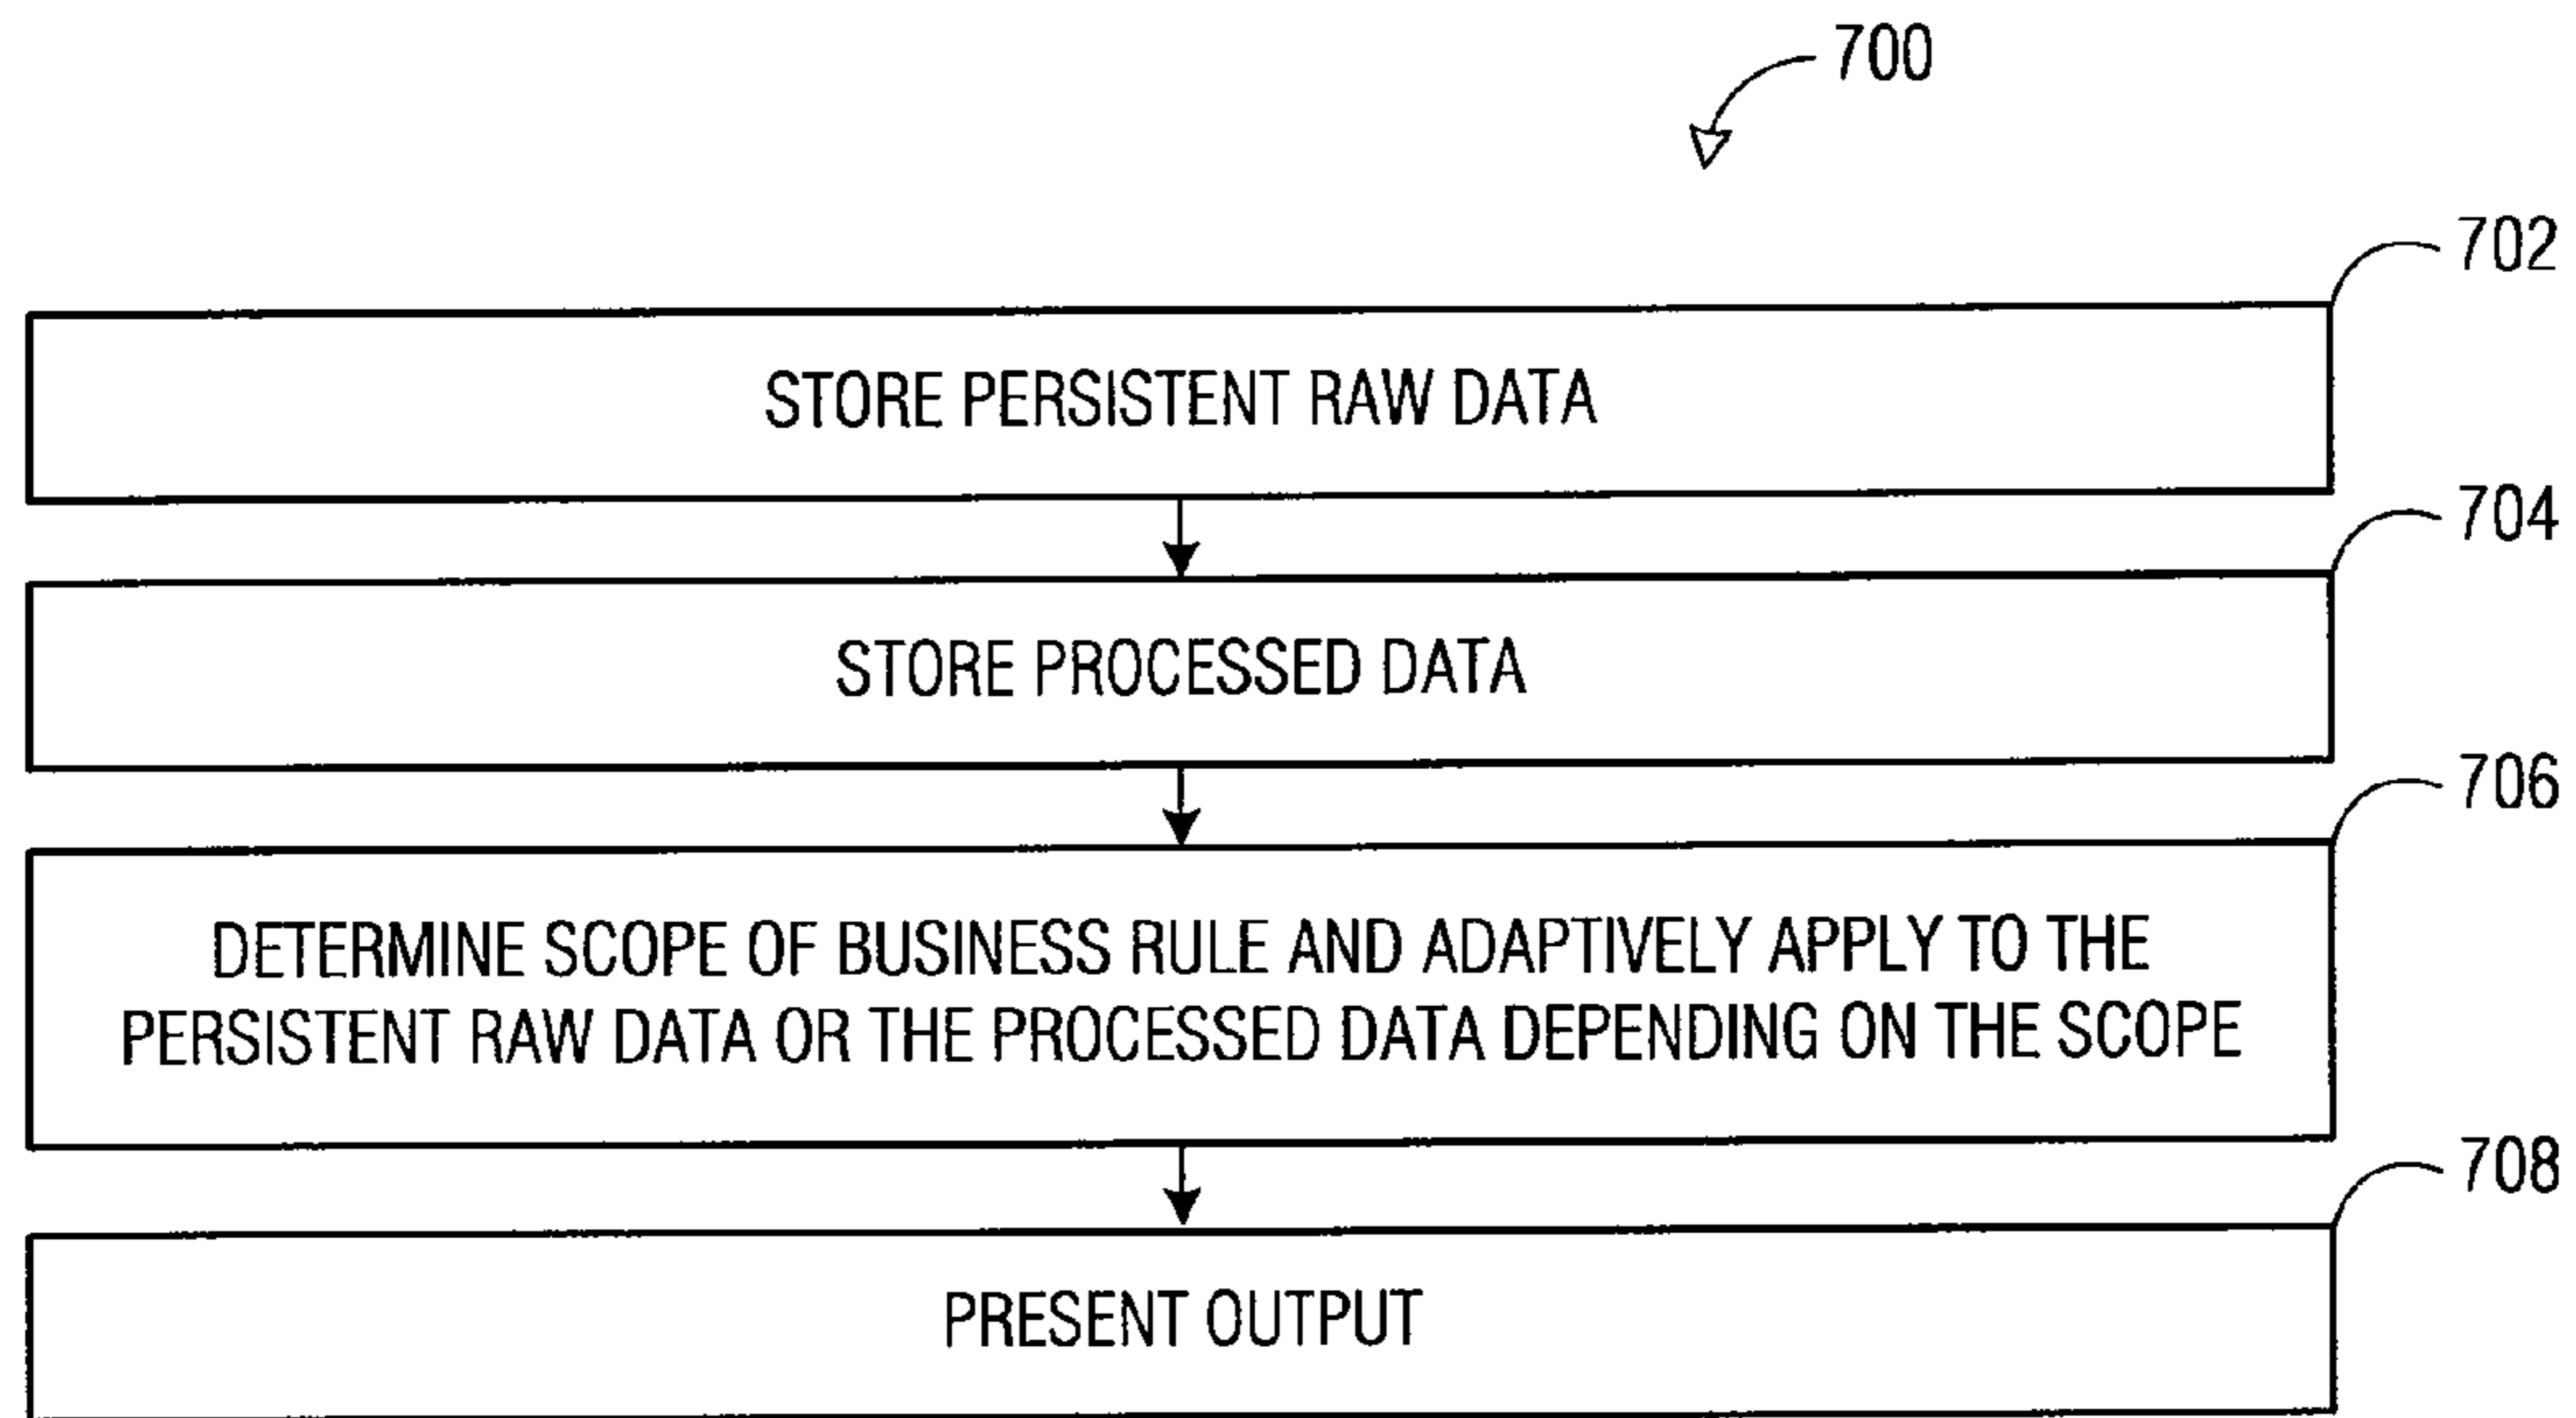 700
702
STORE PERSISTENT RAW DATA
704
STORE PROCESSED DATA
706
DETERMINE SCOPE OF BUSINESS RULE AND ADAPTIVELY APPLY TO THE
PERSISTENT RAW DATA OR THE PROCESSED DATA DEPENDING ON THE SCOPE
708
PRESENT OUTPUT